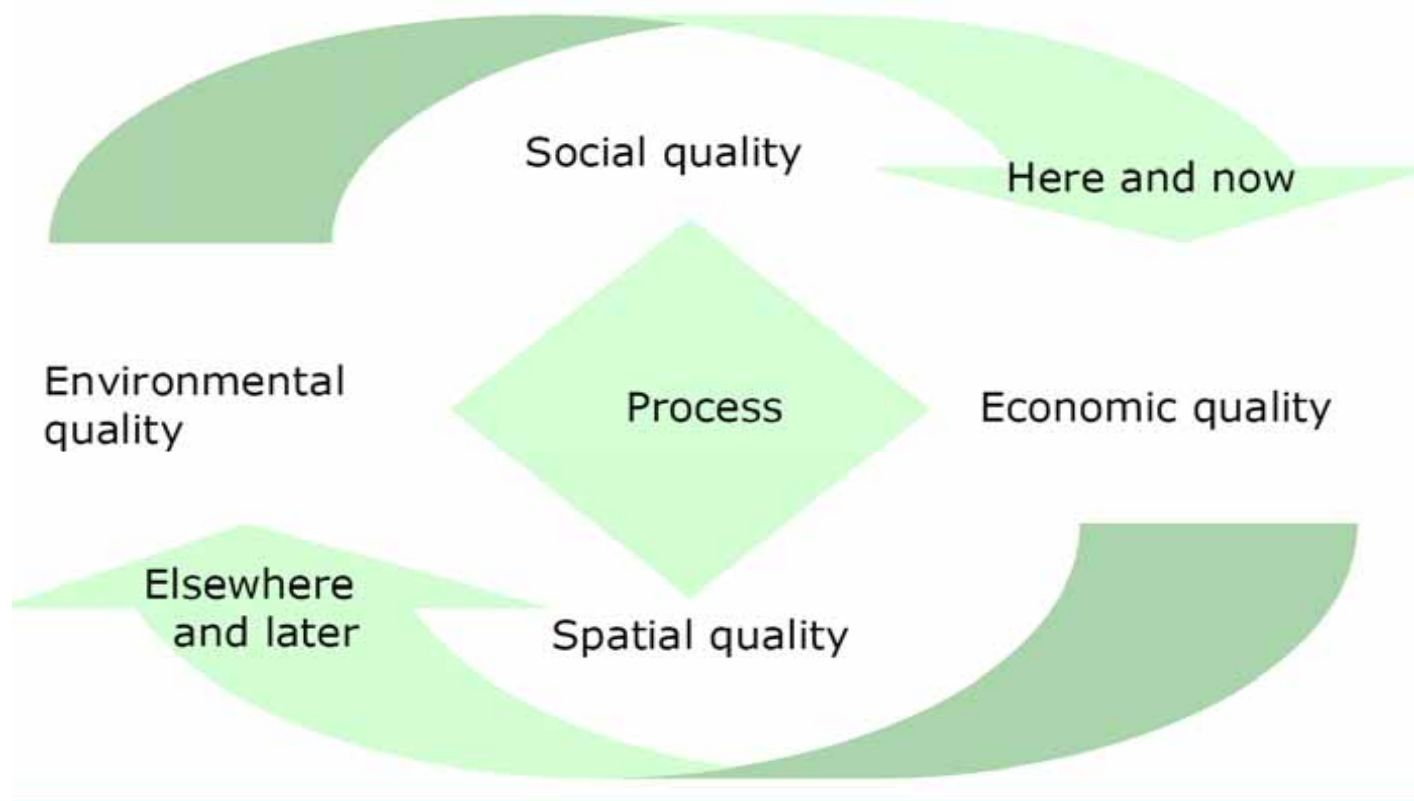 Social quality
Here and now
Environmental
quality
Process
Economic quality
Elsewhere
and later
Spatial quality